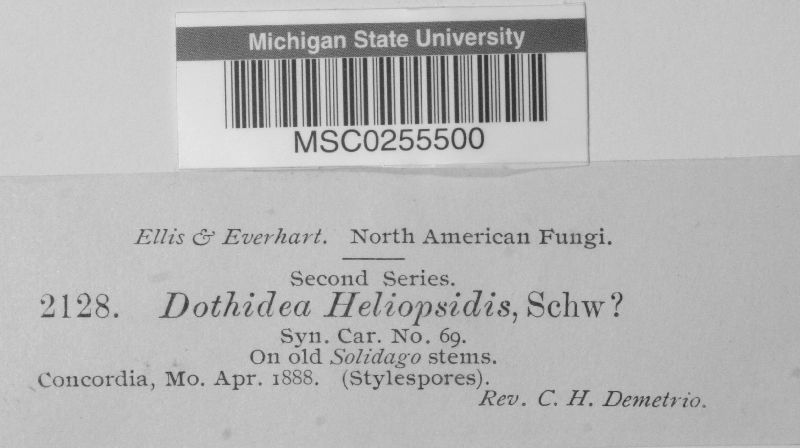 Michigan State University
MSC0255500
Ellis & Everhart. North American Fungi.
Second Series.
2128. Dothidea Heliopsidis, Schw?
Syn. Car. No. 69.
On old Solidago stems.
Concordia, Mo. Apr. 1888. (Stylespores).
Rev. C. H. Demetrio.